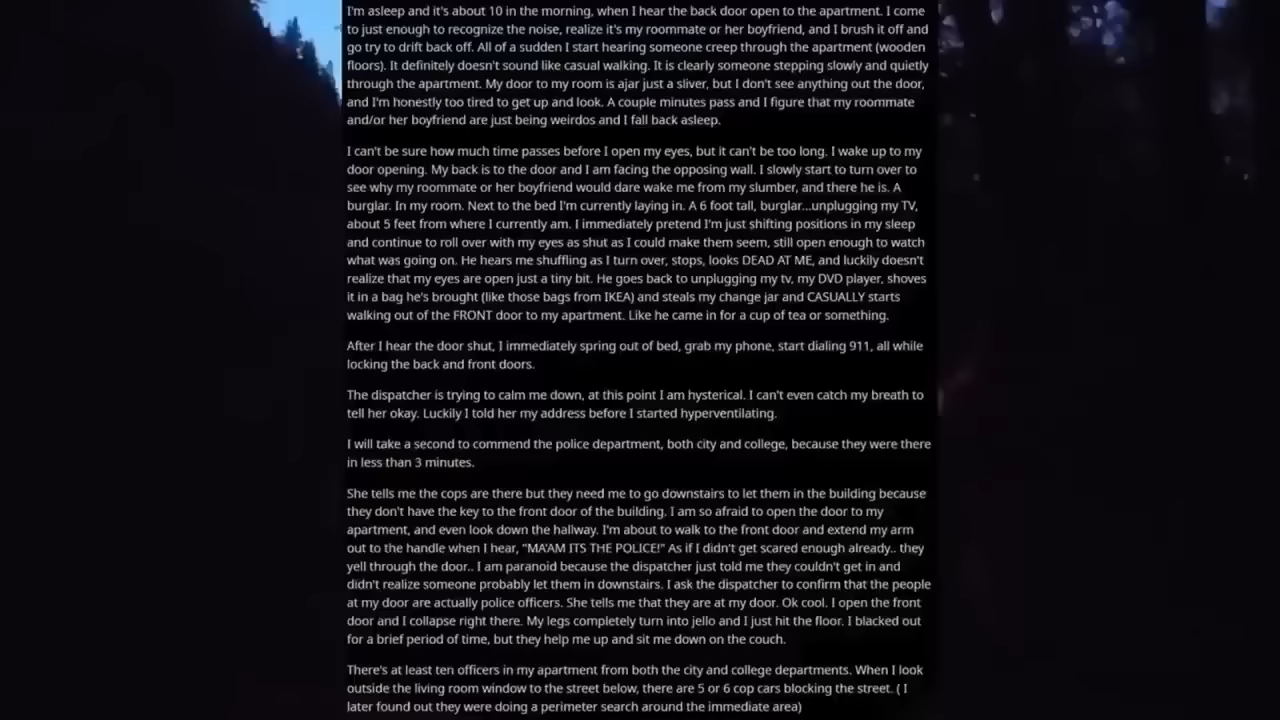 I'm asleep and it's about 10 in the morning, when I hear the back door open to the apartment. I come
to just enough to recognize the noise, realize it's my roommate or her boyfriend, and I brush it off and
go try to drift back off. All of a sudden I start hearing someone creep through the apartment (wooden
floors). It definitely doesn't sound like casual walking. It is clearly someone stepping slowly and quietly
through the apartment. My door to my room is ajar just a sliver, but I don't see anything out the door,
and I'm honestly too tired to get up and look. A couple minutes pass and I figure that my roommate
and/or her boyfriend are just being weirdos and I fall back asleep.
I can't be sure how much time passes before I open my eyes, but it can't be too long. I wake up to my
door opening. My back is to the door and I am facing the opposing wall. I slowly start to turn over to
see why my roommate or her boyfriend would dare wake me from my slumber, and there he is. A
burglar. In my room. Next to the bed I'm currently laying in. A 6 foot tall, burglar...unplugging my TV,
about 5 feet from where I currently am. I immediately pretend I'm just shifting positions in my sleep
and continue to roll over with my eyes as shut as I could make them seem, still open enough to watch
what was going on. He hears me shuffling as I turn over, stops, looks DEAD AT ME, and luckily doesn't
realize that my eyes are open just a tiny bit. He goes back to unplugging my tv, my DVD player, shoves
it in a bag he's brought (like those bags from IKEA) and steals my change jar and CASUALLY starts
walking out of the FRONT door to my apartment. Like he came in for a cup of tea or something.
After I hear the door shut, I immediately spring out of bed, grab my phone, start dialing 911, all while
locking the back and front doors.
The dispatcher is trying to calm me down, at this point I am hysterical. I can't even catch my breath to
tell her okay. Luckily I told her my address before I started hyperventilating.
I will take a second to commend the police department, both city and college, because they were there
in less than 3 minutes.
She tells me the cops are there but they need me to go downstairs to let them in the building because
they don't have the key to the front door of the building. I am so afraid to open the door to my
apartment, and even look down the hallway. I'm about to walk to the front door and extend my arm
out to the handle when I hear, "MA'AM ITS THE POLICE!" As if I didn't get scared enough already.. they
yell through the door.. I am paranoid because the dispatcher just told me they couldn't get in and
didn't realize someone probably let them in downstairs. I ask the dispatcher to confirm that the people
at my door are actually police officers. She tells me that they are at my door. Ok cool. I open the front
door and I collapse right there. My legs completely turn into jello and I just hit the floor. I blacked out
for a brief period of time, but they help me up and sit me down on the couch.
There's at least ten officers in my apartment from both the city and college departments. When I look
outside the living room window to the street below, there are 5 or 6 cop cars blocking the street. ( I
later found out they were doing a perimeter search around the immediate area)